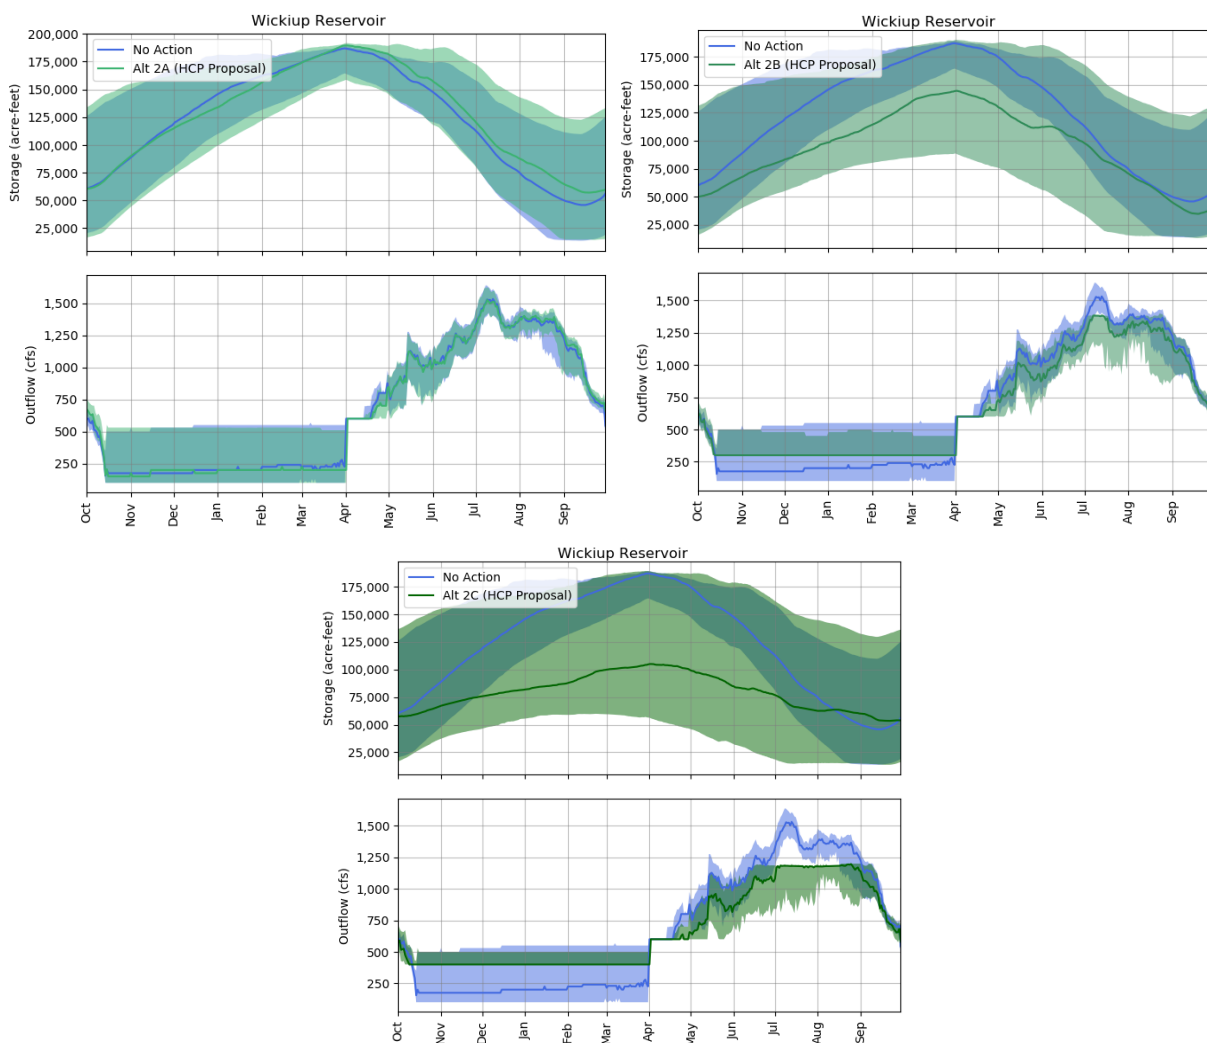 Wickiup Reservoir
200,000
175,000
150,000
125,000
100,000
75,000
50,000
25,000
Storage (acre-feet)
No Action
Alt 2A (HCP Proposal)
1,500
1,250
1,000
750
500
250
Outflow (cfs)
Oct
Nov
Dec
Jan
Feb
Mar
Apr
May
Jun
Jul
Aug
Sep
Wickiup Reservoir
175,000
150,000
125,000
100,000
75,000
50,000
25,000
Storage (acre-feet)
No Action
Alt 2B (HCP Proposal)
1,500
1,250
1,000
750
500
250
Outflow (cfs)
Oct
Nov
Dec
Jan
Feb
Mar
Apr
May
Jun
Jul
Aug
Sep
Wickiup Reservoir
175,000
150,000
125,000
100,000
75,000
50,000
25,000
Storage (acre-feet)
No Action
Alt 2C (HCP Proposal)
1,500
1,250
1,000
750
500
250
Outflow (cfs)
Oct
Nov
Dec
Jan
Feb
Mar
Apr
May
Jun
Jul
Aug
Sep